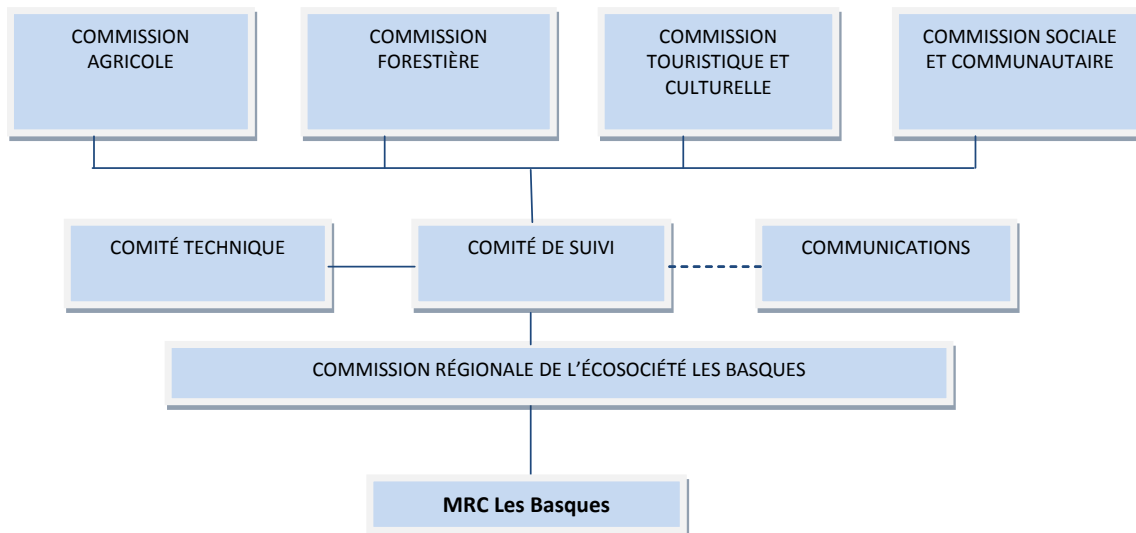 COMMISSION
AGRICOLE
COMMISSION
FORESTIÈRE
COMMISSION
TOURISTIQUE ET
CULTURELLE
COMMISSION SOCIALE
ET COMMUNAUTAIRE
COMITÉ TECHNIQUE
COMITÉ DE SUIVI
COMMUNICATIONS
COMMISSION RÉGIONALE DE L’ÉCOSOCIÉTÉ LES BASQUES
MRC Les Basques